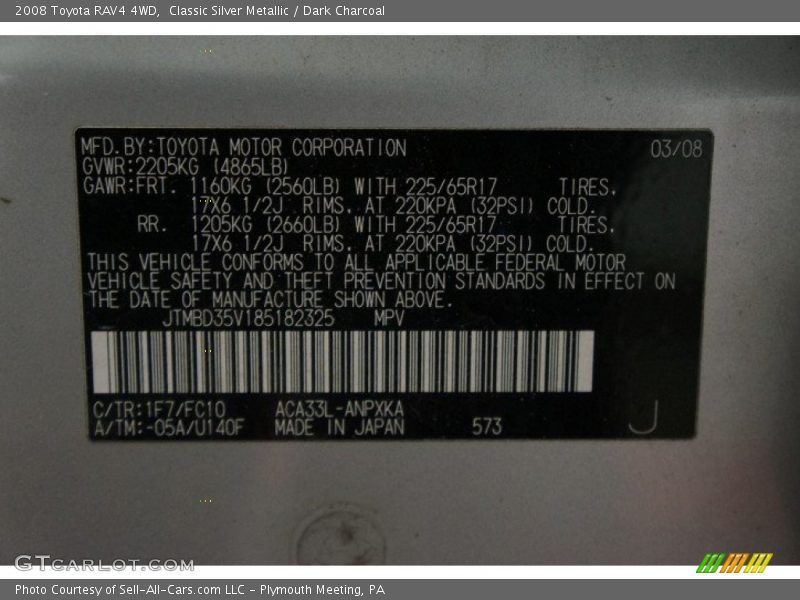 2008 Toyota RAV4 4WD,  Classic Silver Metallic / Dark Charcoal
MFD.BY:TOYOTA MOTOR CORPORATION 03/08
GVWR:2205KG (4865LB)
GAWR:FRT. 1160KG (2560LB) WITH 225/65R17 TIRES,
17X6 1/2J RIMS, AT 220KPA (32PSI) COLD.
RR. 1205KG (2660LB) WITH 225/65R17 TIRES,
17X6 1/2J RIMS, AT 220KPA (32PSI) COLD.
THIS VEHICLE CONFORMS TO ALL APPLICABLE FEDERAL MOTOR
VEHICLE SAFETY AND THEFT PREVENTION STANDARDS IN EFFECT ON
THE DATE OF MANUFACTURE SHOWN ABOVE.
JTMBD35V185182325 MPV
C/TR:1F7/FC10 ACA33L-ANPXKA
A/TM:-05A/U140F MADE IN JAPAN 573 J
GTCARLOT.COM
Photo Courtesy of Sell-All-Cars.com LLC - Plymouth Meeting, PA